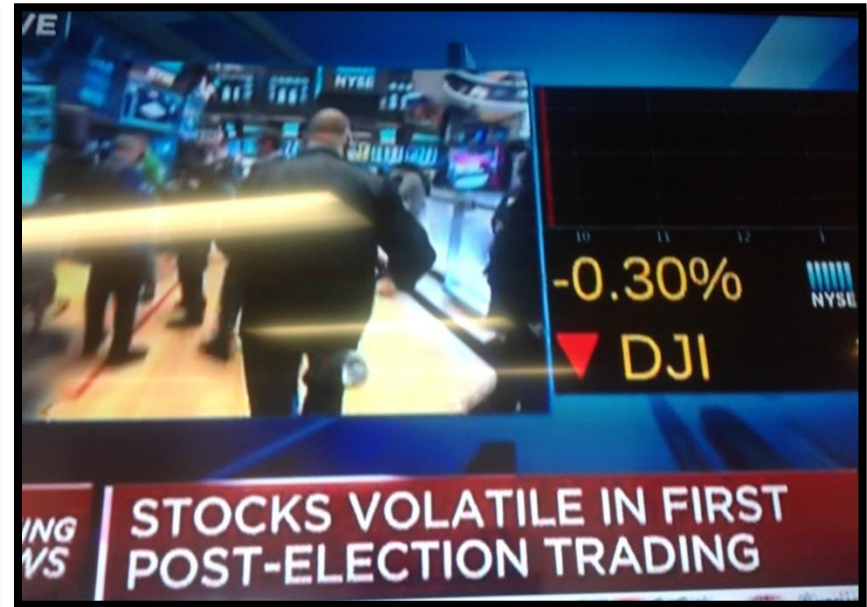 VE
NYSE
10 11 12 1
-0.30%
NYSE
DJI
ING
WS
STOCKS VOLATILE IN FIRST
POST-ELECTION TRADING